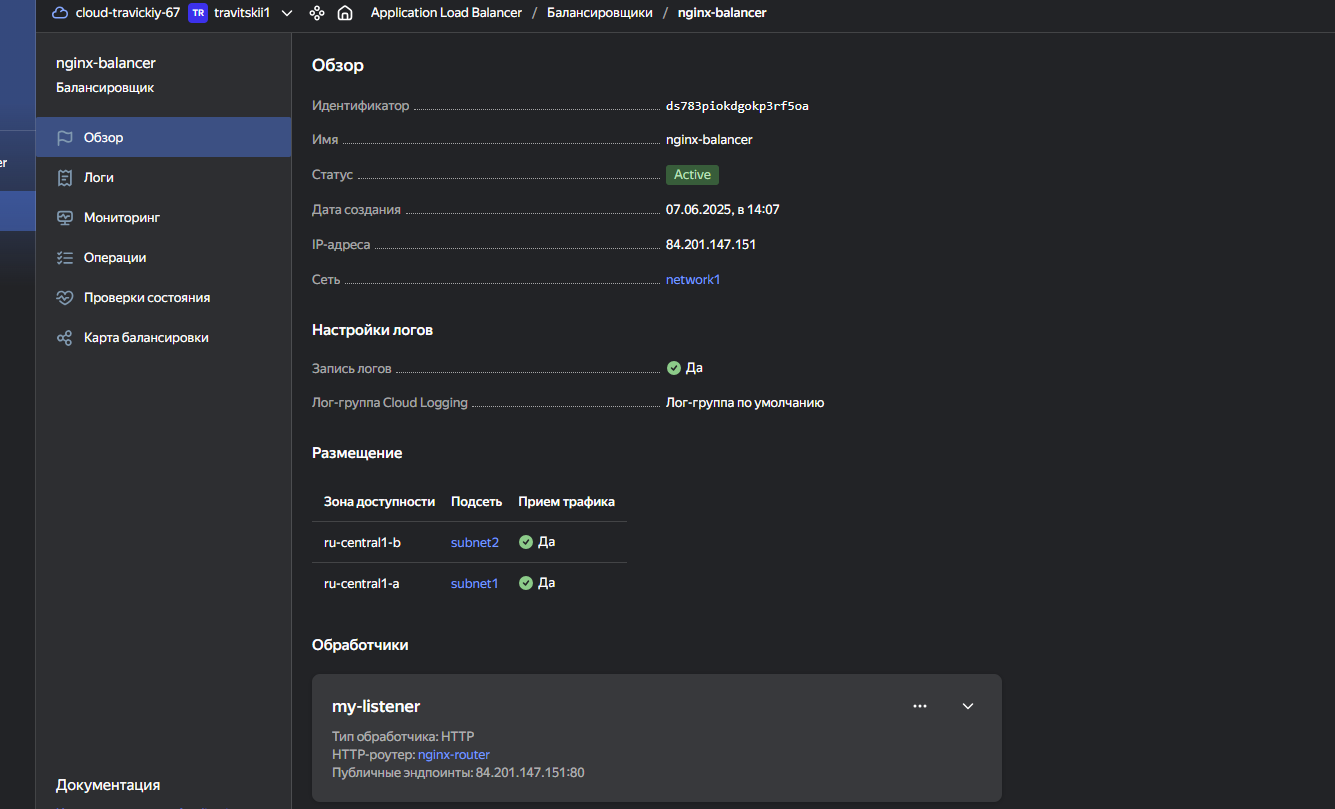 cloud-travickiy-67 TR travitskii1 Application Load Balancer / Балансировщики / nginx-balancer
nginx-balancer
Балансировщик
Обзор
Логи
Мониторинг
Операции
Проверки состояния
Карта балансировки
Документация
er
Обзор
Идентификатор ds783piokdgokp3rf5oa
Имя nginx-balancer
Статус Active
Дата создания 07.06.2025, в 14:07
IP-адреса 84.201.147.151
Сеть network1
Настройки логов
Запись логов Да
Лог-группа Cloud Logging Лог-группа по умолчанию
Размещение
Зона доступности Подсеть Прием трафика
ru-central1-b subnet2 Да
ru-central1-a subnet1 Да
Обработчики
my-listener
Тип обработчика: HTTP
HTTP-роутер: nginx-router
Публичные эндпоинты: 84.201.147.151:80